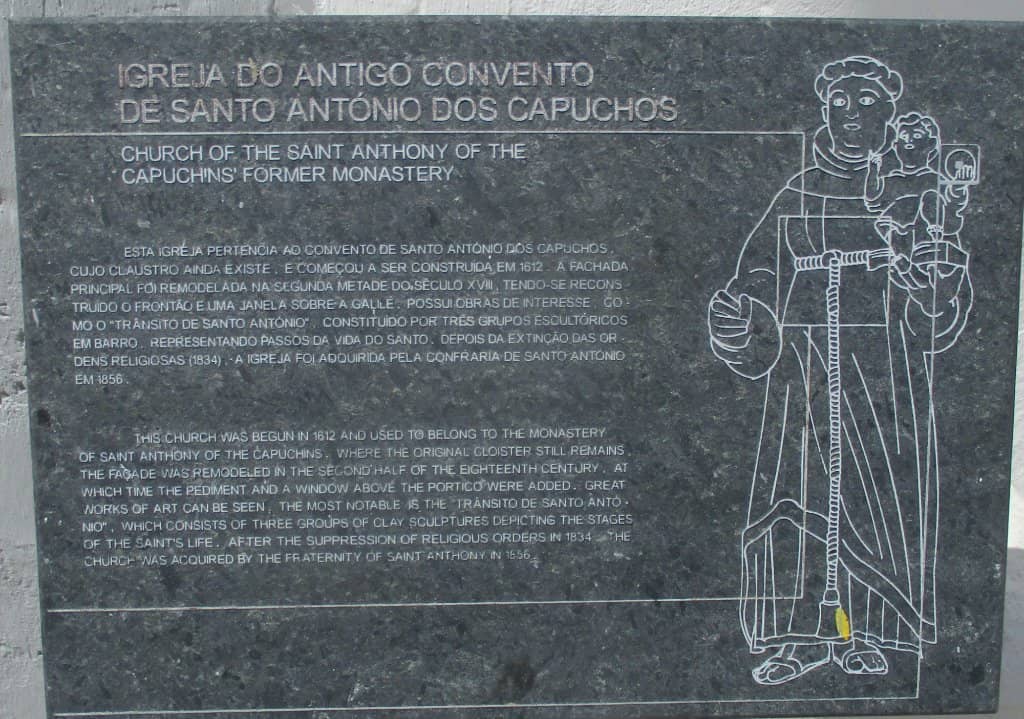 IGREJA DO ANTIGO CONVENTO
DE SANTO ANTÓNIO DOS CAPUCHOS
CHURCH OF THE SAINT ANTHONY OF THE
CAPUCHINS' FORMER MONASTERY
ESTA IGREJA PERTENCIA AO CONVENTO DE SANTO ANTÓNIO DOS CAPUCHOS,
CUJO CLAUSTRO AINDA EXISTE, E COMEÇOU A SER CONSTRUIDA EM 1612. A FACHADA
PRINCIPAL FOI REMODELADA NA SEGUNDA METADE DO SÉCULO XVIII, TENDO-SE RECONS
TRUÍDO O FRONTÃO E UMA JANELA SOBRE A GALILÉ. POSSUI OBRAS DE INTERESSE, CO-
MO O "TRÂNSITO DE SANTO ANTÓNIO", CONSTITUÍDO POR TRÊS GRUPOS ESCULTÓRICOS
EM BARRO, REPRESENTANDO PASSOS DA VIDA DO SANTO. DEPOIS DA EXTINÇÃO DAS OR-
DENS RELIGIOSAS (1834), A IGREJA FOI ADQUIRIDA PELA CONFRARIA DE SANTO ANTÓNIO
EM 1856.
THIS CHURCH WAS BEGUN IN 1612 AND USED TO BELONG TO THE MONASTERY
OF SAINT ANTHONY OF THE CAPUCHINS, WHERE THE ORIGINAL CLOISTER STILL REMAINS.
THE FAÇADE WAS REMODELED IN THE SECOND HALF OF THE EIGHTEENTH CENTURY, AT
WHICH TIME THE PEDIMENT AND A WINDOW ABOVE THE PORTICO WERE ADDED. GREAT
WORKS OF ART CAN BE SEEN, THE MOST NOTABLE IS THE "TRÂNSITO DE SANTO ANTÓ-
NIO", WHICH CONSISTS OF THREE GROUPS OF CLAY SCULPTURES DEPICTING THE STAGES
OF THE SAINT'S LIFE. AFTER THE SUPPRESSION OF RELIGIOUS ORDERS IN 1834, THE
CHURCH WAS ACQUIRED BY THE FRATERNITY OF SAINT ANTHONY IN 1856.